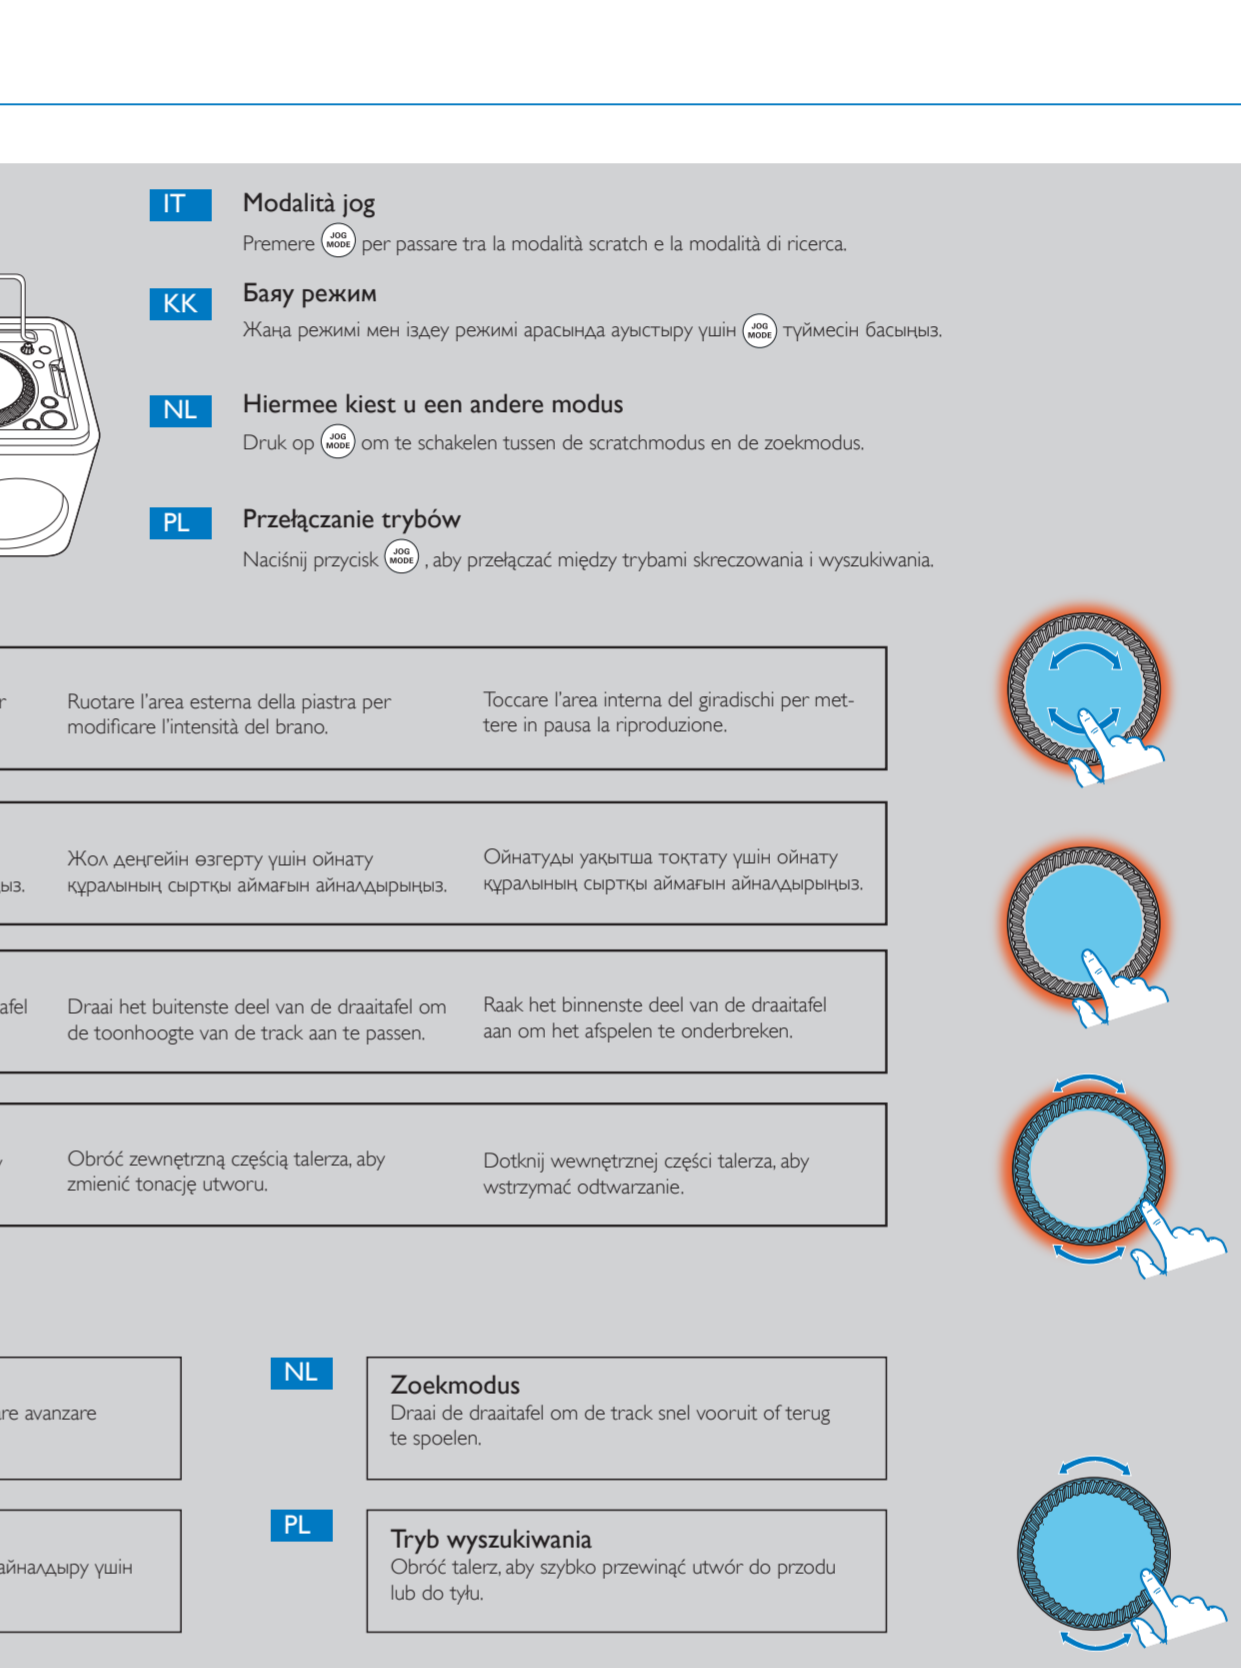 IT Modalità jog
Premere JOG MODE per passare tra la modalità scratch e la modalità di ricerca.
KK Баяу режим
Жаңа режимі мен іздеу режимі арасында ауыстыру үшін JOG MODE түймесін басыңыз.
NL Hiermee kiest u een andere modus
Druk op JOG MODE om te schakelen tussen de scratchmodus en de zoekmodus.
PL Przełączanie trybów
Naciśnij przycisk JOG MODE , aby przełączać między trybami skreczowania i wyszukiwania.
Ruotare l'area esterna della piastra per
modificare l'intensità del brano.
Toccare l'area interna del giradischi per met-
tere in pausa la riproduzione.
ыз.
Жол деңгейін өзгерту үшін ойнату
құралының сыртқы аймағын айналдырыңыз.
Ойнатуды уақытша тоқтату үшін ойнату
құралының сыртқы аймағын айналдырыңыз.
afel
Draai het buitenste deel van de draaitafel om
de toonhoogte van de track aan te passen.
Raak het binnenste deel van de draaitafel
aan om het afspelen te onderbreken.
Obróć zewnętrzną częścią talerza, aby
zmienić tonację utworu.
Dotknij wewnętrznej części talerza, aby
wstrzymać odtwarzanie.
re avanzare
NL Zoekmodus
Draai de draaitafel om de track snel vooruit of terug
te spoelen.
айналдыру үшін
PL Tryb wyszukiwania
Obróć talerz, aby szybko przewinąć utwór do przodu
lub do tyłu.